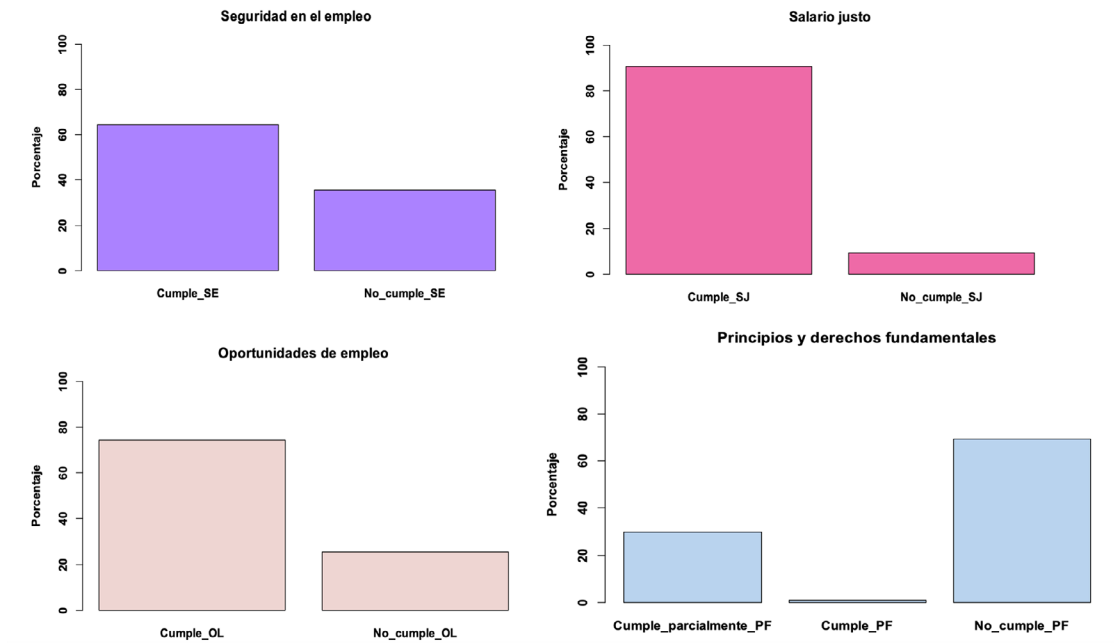 Seguridad en el empleo
Porcentaje
100
80
60
40
20
0
Cumple_SE No_cumple_SE
Salario justo
Porcentaje
100
80
60
40
20
0
Cumple_SJ No_cumple_SJ
Oportunidades de empleo
Porcentaje
100
80
60
40
20
0
Cumple_OL No_cumple_OL
Principios y derechos fundamentales
Porcentaje
100
80
60
40
20
0
Cumple_parcialmente_PF Cumple_PF No_cumple_PF